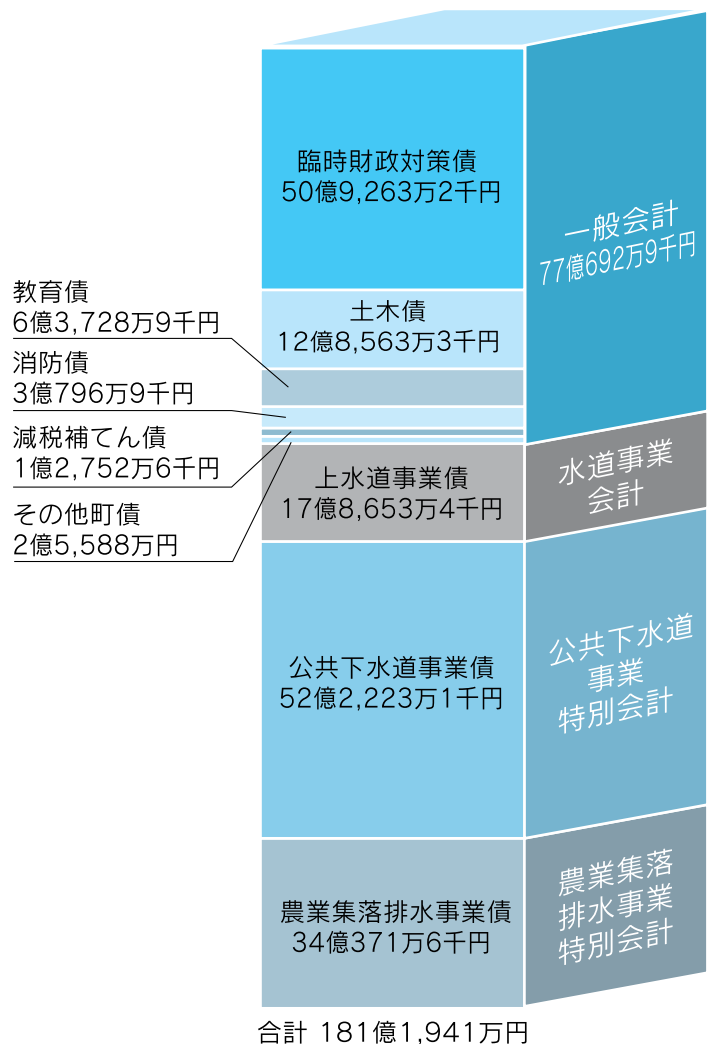 臨時財政対策債
50億9,263万2千円
一般会計
77億692万9千円
教育債
6億3,728万9千円
土木債
12億8,563万3千円
消防債
3億796万9千円
減税補てん債
1億2,752万6千円
その他町債
2億5,588万円
上水道事業債
17億8,653万4千円
水道事業
会計
公共下水道事業債
52億2,223万1千円
公共下水道
事業
特別会計
農業集落排水事業債
34億371万6千円
農業集落
排水事業
特別会計
合計 181億1,941万円